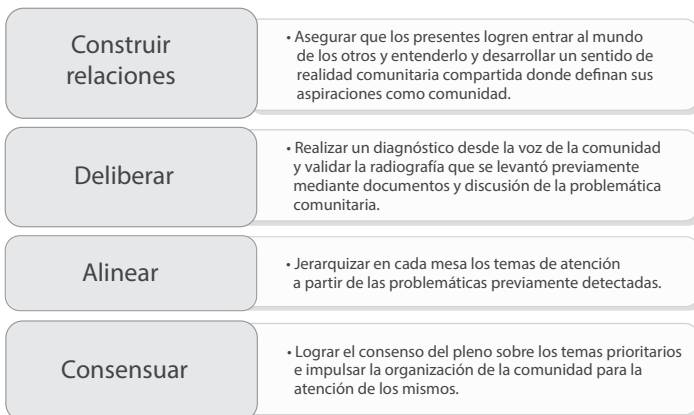 Construir
relaciones
• Asegurar que los presentes logren entrar al mundo
de los otros y entenderlo y desarrollar un sentido de
realidad comunitaria compartida donde definan sus
aspiraciones como comunidad.
Deliberar
• Realizar un diagnóstico desde la voz de la comunidad
y validar la radiografía que se levantó previamente
mediante documentos y discusión de la problemática
comunitaria.
Alinear
• Jerarquizar en cada mesa los temas de atención
a partir de las problemáticas previamente detectadas.
Consensuar
• Lograr el consenso del pleno sobre los temas prioritarios
e impulsar la organización de la comunidad para la
atención de los mismos.